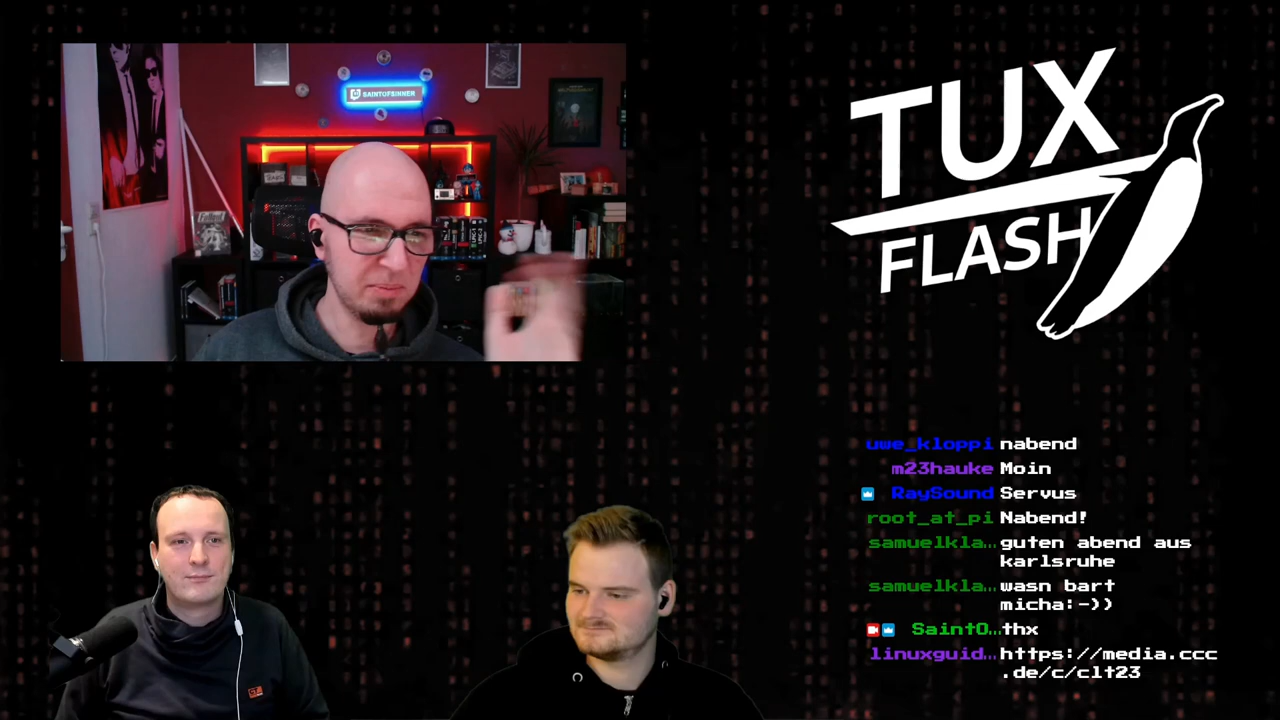 SAINTOFSINNER
TUX
FLASH
uwe_kloppi nabend
m23hauke Moin
RaySound Servus
root_at_pi Nabend!
samuelkla… guten abend aus
karlsruhe
samuelkla… wasn bart
micha:-))
SaintO… thx
linuxguid… https://media.ccc
.de/c/clt23